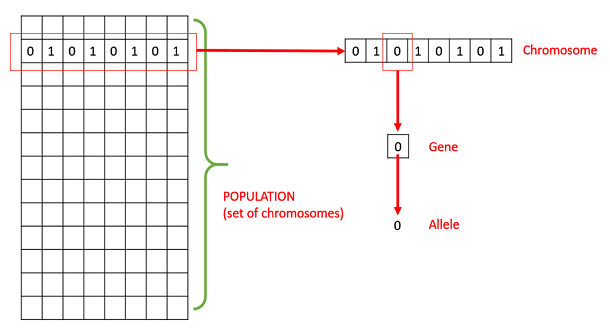 0 1 0 1 0 1 0 1
0 1 0 1 0 1 0 1
Chromosome
0
Gene
POPULATION
(set of chromosomes)
0
Allele